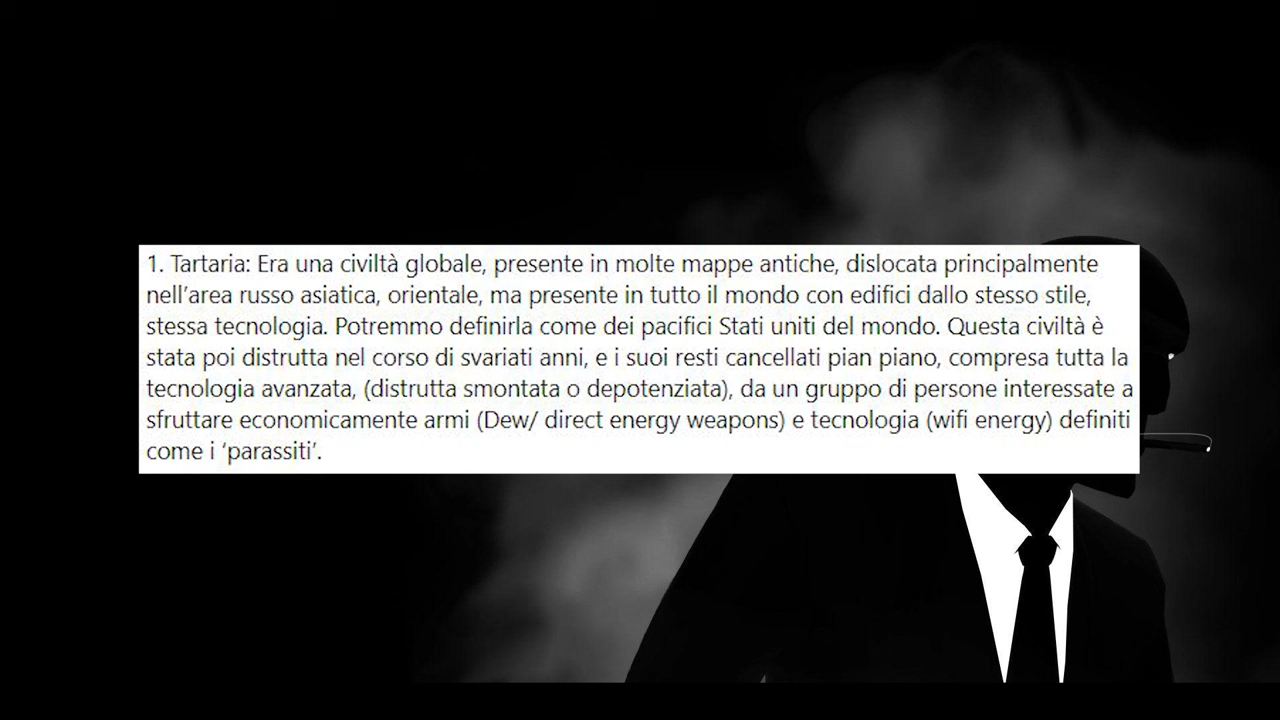 1. Tartaria: Era una civiltà globale, presente in molte mappe antiche, dislocata principalmente
nell'area russo asiatica, orientale, ma presente in tutto il mondo con edifici dallo stesso stile,
stessa tecnologia. Potremmo definirla come dei pacifici Stati uniti del mondo. Questa civiltà è
stata poi distrutta nel corso di svariati anni, e i suoi resti cancellati pian piano, compresa tutta la
tecnologia avanzata, (distrutta smontata o depotenziata), da un gruppo di persone interessate a
sfruttare economicamente armi (Dew/ direct energy weapons) e tecnologia (wifi energy) definiti
come i 'parassiti'.